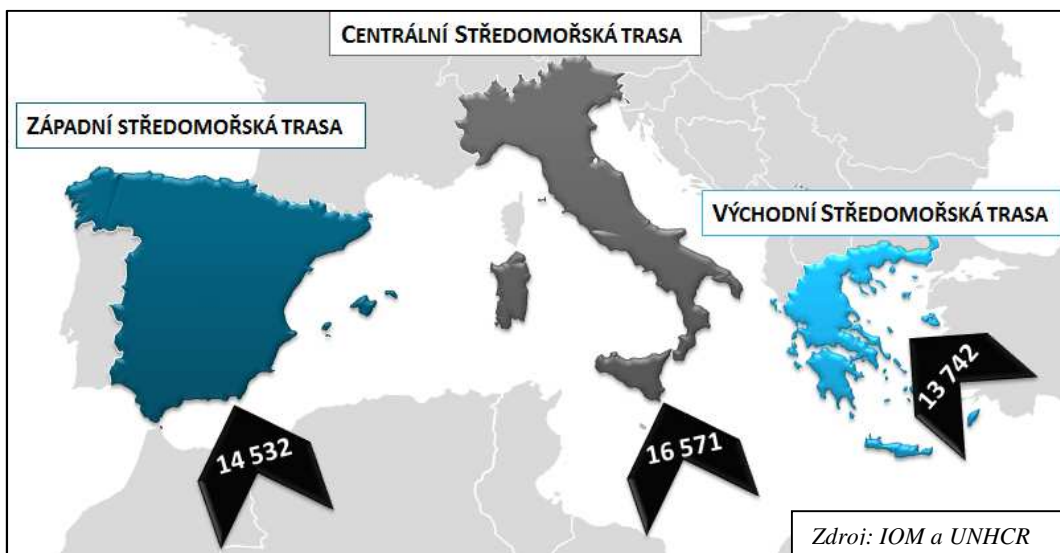 CENTRÁLNÍ STŘEDOMOŘSKÁ TRASA
ZÁPADNÍ STŘEDOMOŘSKÁ TRASA
VÝCHODNÍ STŘEDOMOŘSKÁ TRASA
13 742
14 532
16 571
Zdroj: IOM a UNHCR